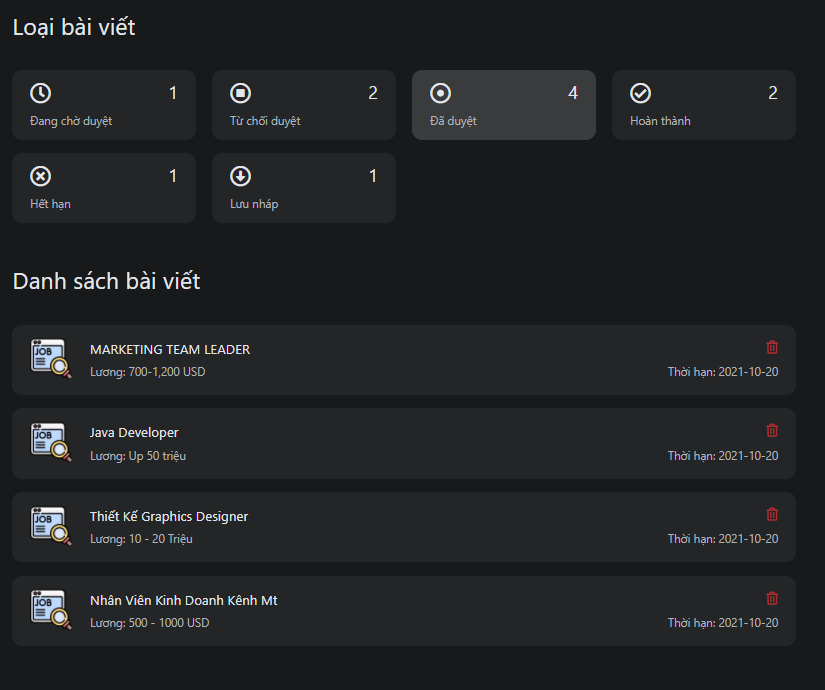 Loại bài viết
1
Đang chờ duyệt
2
Từ chối duyệt
4
Đã duyệt
2
Hoàn thành
1
Hết hạn
1
Lưu nháp
Danh sách bài viết
JOB
MARKETING TEAM LEADER
Lương: 700-1,200 USD
Thời hạn: 2021-10-20
JOB
Java Developer
Lương: Up 50 triệu
Thời hạn: 2021-10-20
JOB
Thiết Kế Graphics Designer
Lương: 10 - 20 Triệu
Thời hạn: 2021-10-20
JOB
Nhân Viên Kinh Doanh Kênh Mt
Lương: 500 - 1000 USD
Thời hạn: 2021-10-20